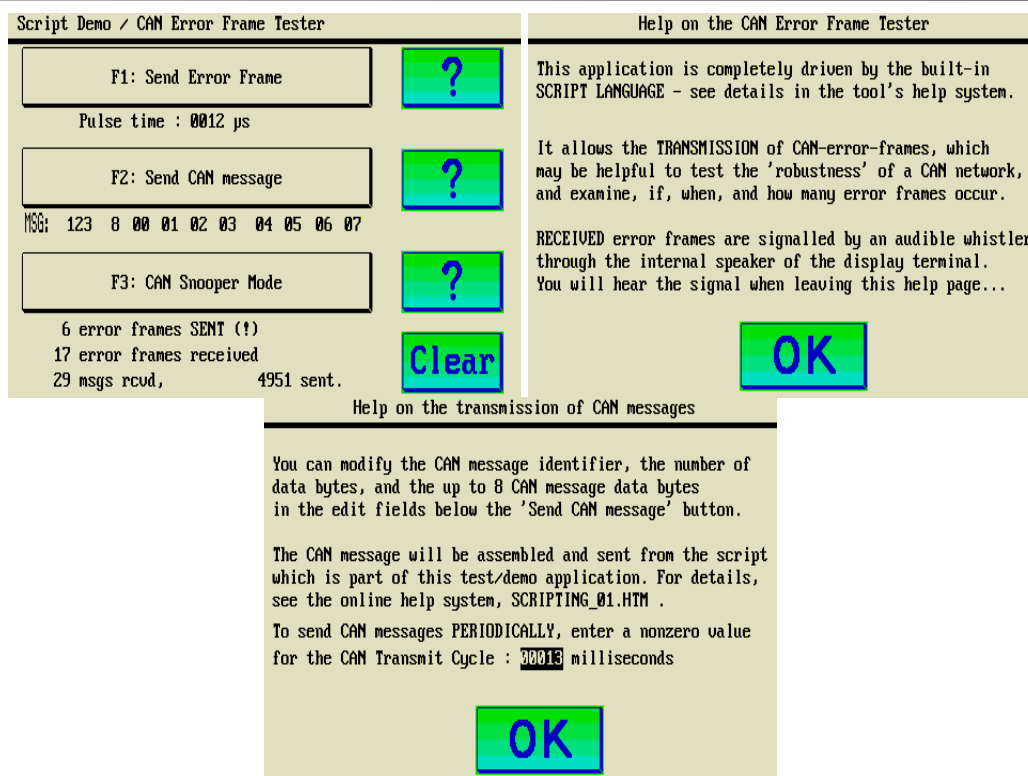 Script Demo / CAN Error Frame Tester
F1: Send Error Frame
?
Pulse time : 0012 µs
F2: Send CAN message
?
MSG: 123 8 00 01 02 03 04 05 06 07
F3: CAN Snooper Mode
?
6 error frames SENT (!)
17 error frames received
29 msgs rcvd, 4951 sent.
Clear
Help on the CAN Error Frame Tester
This application is completely driven by the built-in
SCRIPT LANGUAGE - see details in the tool's help system.
It allows the TRANSMISSION of CAN-error-frames, which
may be helpful to test the 'robustness' of a CAN network,
and examine, if, when, and how many error frames occur.
RECEIVED error frames are signalled by an audible whistler
through the internal speaker of the display terminal.
You will hear the signal when leaving this help page...
OK
Help on the transmission of CAN messages
You can modify the CAN message identifier, the number of
data bytes, and the up to 8 CAN message data bytes
in the edit fields below the 'Send CAN message' button.
The CAN message will be assembled and sent from the script
which is part of this test/demo application. For details,
see the online help system, SCRIPTING_01.HTM .
To send CAN messages PERIODICALLY, enter a nonzero value
for the CAN Transmit Cycle : 00013 milliseconds
OK